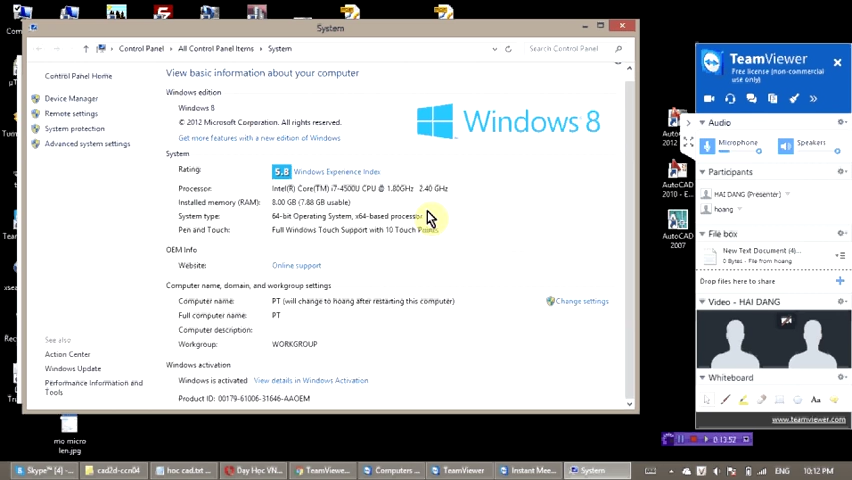 System
Control Panel
All Control Panel Items
System
Search Control Panel
Control Panel Home
Device Manager
Remote settings
System protection
Advanced system settings
View basic information about your computer
Windows edition
Windows 8
© 2012 Microsoft Corporation. All rights reserved.
Get more features with a new edition of Windows
Windows 8
System
Rating: 5.8 Windows Experience Index
Processor: Intel(R) Core(TM) i7-4500U CPU @ 1.80GHz 2.40 GHz
Installed memory (RAM): 8.00 GB (7.88 GB usable)
System type: 64-bit Operating System, x64-based processor
Pen and Touch: Full Windows Touch Support with 10 Touch Points
OEM Info
Website: Online support
Computer name, domain, and workgroup settings
Computer name: PT (will change to hoang after restarting this computer)
Change settings
Full computer name: PT
Computer description:
Workgroup: WORKGROUP
Windows activation
Windows is activated View details in Windows Activation
Product ID: 00179-61006-31646-AAOEM
See also
Action Center
Windows Update
Performance Information and
Tools
mo micro
len.jpg
AutoCAD
2007
TeamViewer
Free license (non-commercial
use only)
Audio
Microphone
Speakers
Participants
HAI DANG (Presenter)
hoang
File box
New Text Document (4)...
0 Bytes - File from hoang
Drop files here to share
Video - HAI DANG
Whiteboard
Aa
www.teamviewer.com
0:13:52
Skype™ [4] -...
cad2d-ccn04
hoc cad.txt ...
Day Học VN...
TeamViewe...
Computers ...
TeamViewer
Instant Mee...
System
ENG
10:12 PM